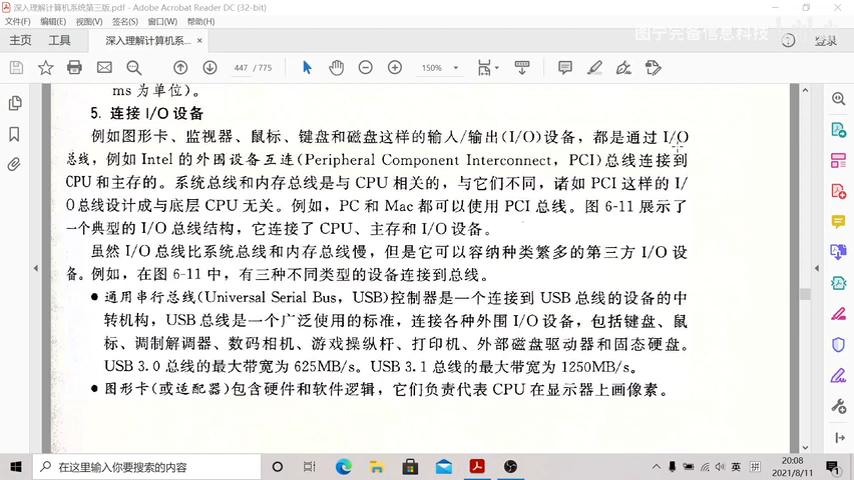 深入理解计算机系统第三版.pdf - Adobe Acrobat Reader DC (32-bit)
文件(F) 编辑(E) 视图(V) 签名(S) 窗口(W) 帮助(H)
图宁完备信息科技
主页 工具 深入理解计算机系... × 登录
447 / 775 150%
ms 为单位)。
5. 连接 I/O 设备
例如图形卡、监视器、鼠标、键盘和磁盘这样的输入/输出(I/O)设备，都是通过 I/O
总线，例如 Intel 的外围设备互连(Peripheral Component Interconnect，PCI)总线连接到
CPU 和主存的。系统总线和内存总线是与 CPU 相关的，与它们不同，诸如 PCI 这样的 I/
O 总线设计成与底层 CPU 无关。例如，PC 和 Mac 都可以使用 PCI 总线。图 6-11 展示了
一个典型的 I/O 总线结构，它连接了 CPU、主存和 I/O 设备。
虽然 I/O 总线比系统总线和内存总线慢，但是它可以容纳种类繁多的第三方 I/O 设
备。例如，在图 6-11 中，有三种不同类型的设备连接到总线。
● 通用串行总线(Universal Serial Bus，USB)控制器是一个连接到 USB 总线的设备的中
转机构，USB 总线是一个广泛使用的标准，连接各种外围 I/O 设备，包括键盘、鼠
标、调制解调器、数码相机、游戏操纵杆、打印机、外部磁盘驱动器和固态硬盘。
USB 3.0 总线的最大带宽为 625MB/s。USB 3.1 总线的最大带宽为 1250MB/s。
● 图形卡(或适配器)包含硬件和软件逻辑，它们负责代表 CPU 在显示器上画像素。
在这里输入你要搜索的内容
英 拼
20:08
2021/8/11